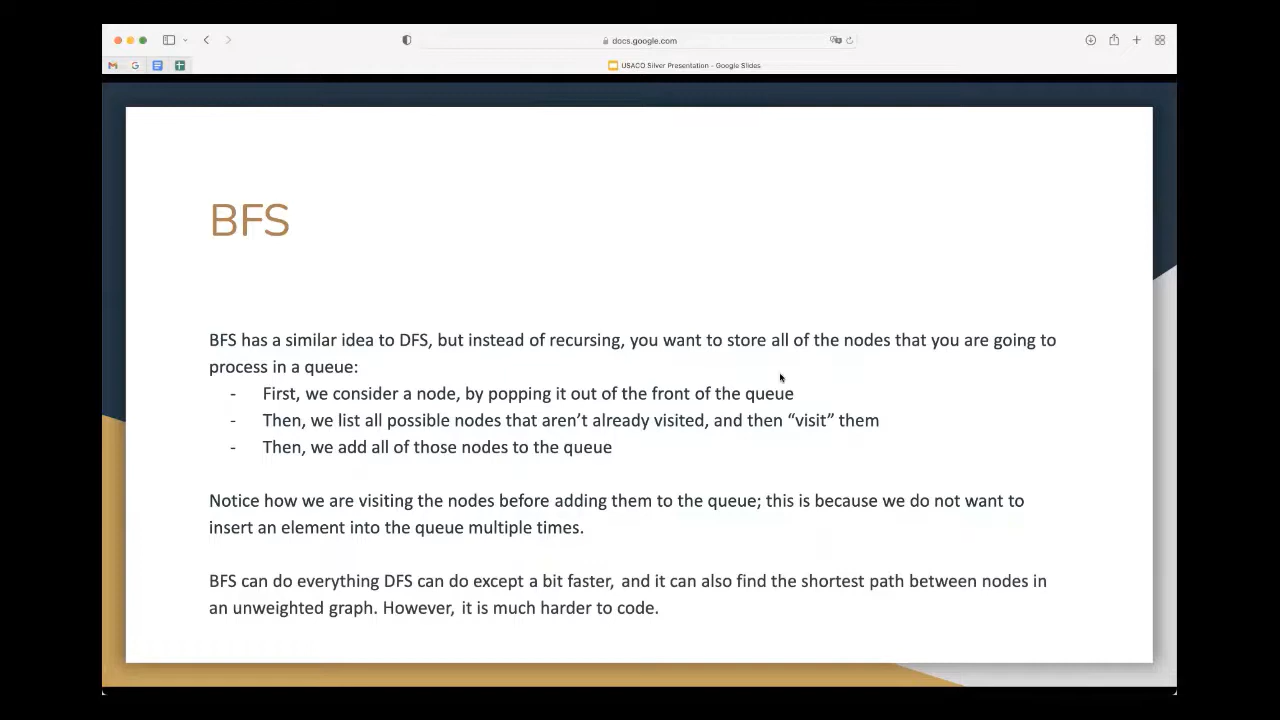 docs.google.com
USACO Silver Presentation - Google Slides
BFS
BFS has a similar idea to DFS, but instead of recursing, you want to store all of the nodes that you are going to
process in a queue:
- First, we consider a node, by popping it out of the front of the queue
- Then, we list all possible nodes that aren’t already visited, and then “visit” them
- Then, we add all of those nodes to the queue
Notice how we are visiting the nodes before adding them to the queue; this is because we do not want to
insert an element into the queue multiple times.
BFS can do everything DFS can do except a bit faster, and it can also find the shortest path between nodes in
an unweighted graph. However, it is much harder to code.